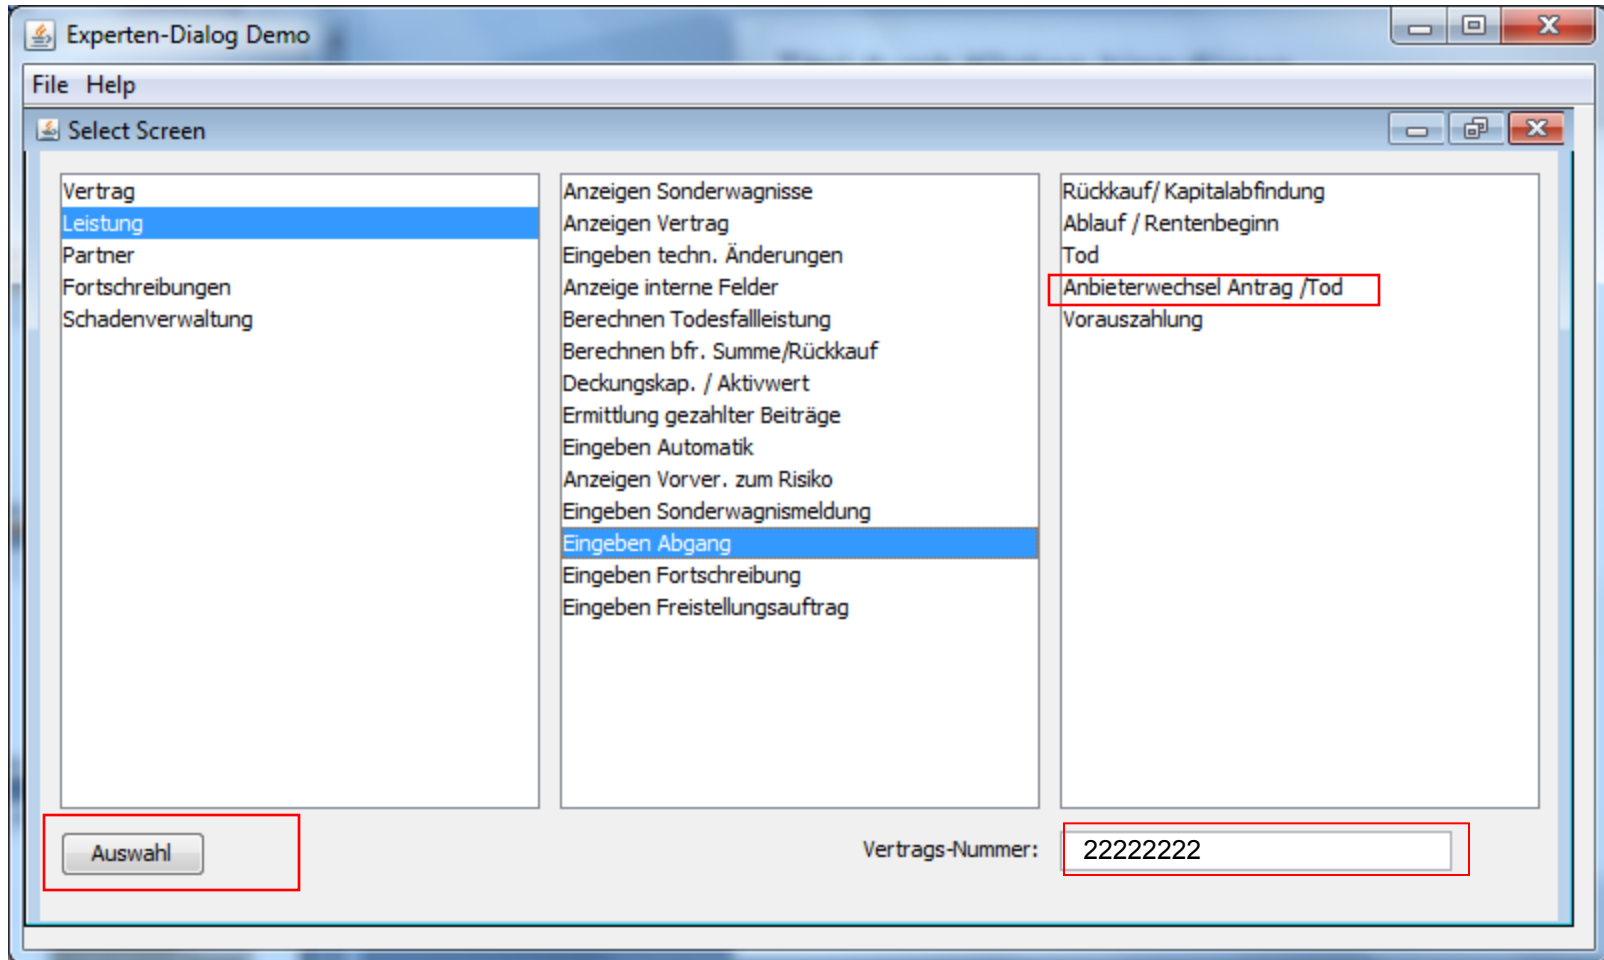 Experten-Dialog Demo
File Help
Select Screen
Vertrag
Leistung
Partner
Fortschreibungen
Schadenverwaltung
Anzeigen Sonderwagnisse
Anzeigen Vertrag
Eingeben techn. Änderungen
Anzeige interne Felder
Berechnen Todesfallleistung
Berechnen bfr. Summe/Rückkauf
Deckungskap. / Aktivwert
Ermittlung gezahlter Beiträge
Eingeben Automatik
Anzeigen Vorver. zum Risiko
Eingeben Sonderwagnismeldung
Eingeben Abgang
Eingeben Fortschreibung
Eingeben Freistellungsauftrag
Rückkauf/ Kapitalabfindung
Ablauf / Rentenbeginn
Tod
Anbieterwechsel Antrag /Tod
Vorauszahlung
Auswahl
Vertrags-Nummer: 22222222